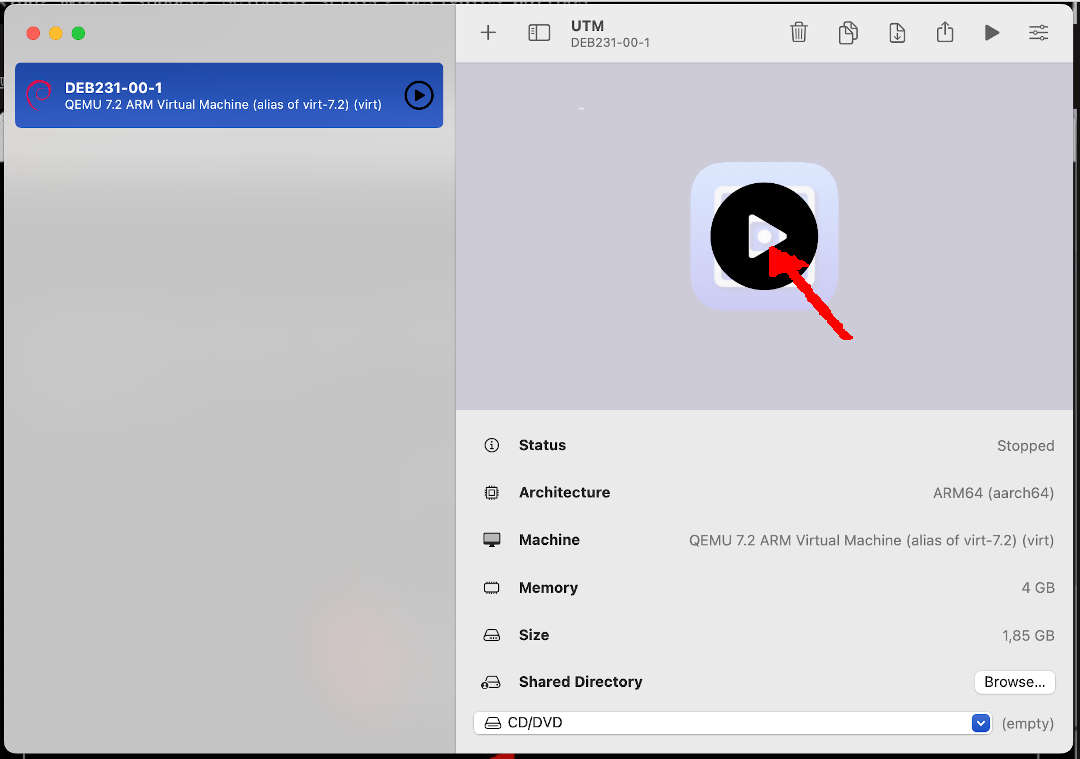 DEB231-00-1
QEMU 7.2 ARM Virtual Machine (alias of virt-7.2) (virt)
UTM
DEB231-00-1
Status Stopped
Architecture ARM64 (aarch64)
Machine QEMU 7.2 ARM Virtual Machine (alias of virt-7.2) (virt)
Memory 4 GB
Size 1,85 GB
Shared Directory Browse...
CD/DVD (empty)